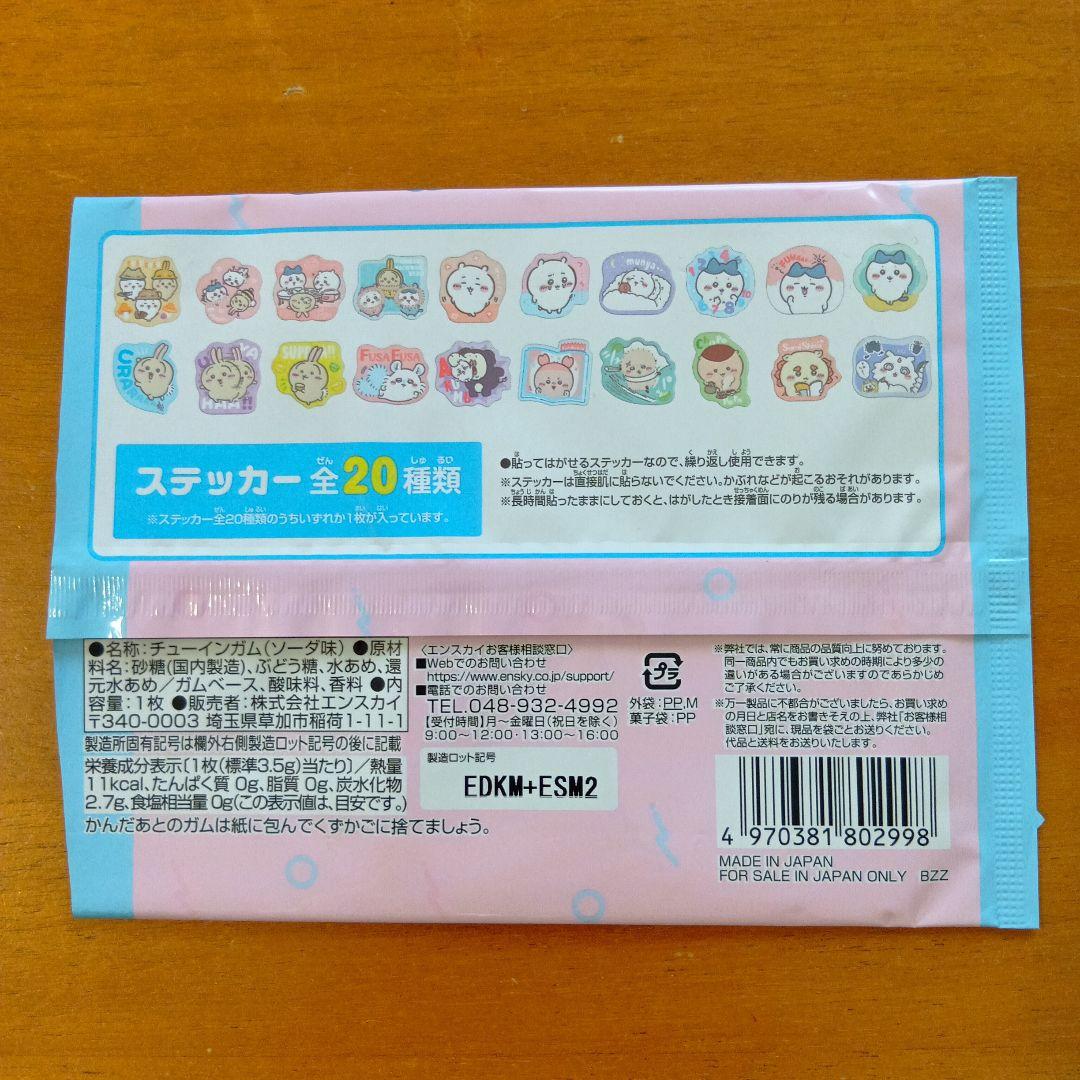 munya...
1 2 3 4
7 8 10
URA
FUSA FUSA
ステッカー 全20種類
ぜん しゅ るい
※ステッカー全20種類のうちいずれか1枚が入っています。
●貼ってはがせるステッカーなので、繰り返し使用できます。
※ステッカーは直接肌に貼らないでください。かぶれなどが起こるおそれがあります。
※長時間貼ったままにしておくと、はがしたとき接着面にのりが残る場合があります。
●名称:チューインガム(ソーダ味) ●原材
料名:砂糖(国内製造)、ぶどう糖、水あめ、還
元水あめ/ガムベース、酸味料、香料 ●内
容量:1枚 ●販売者:株式会社エンスカイ
〒340-0003 埼玉県草加市稲荷1-11-1
製造所固有記号は欄外右側製造ロット記号の後に記載
栄養成分表示(1枚(標準3.5g)当たり)/熱量
11kcal、たんぱく質 0g、脂質 0g、炭水化物
2.7g、食塩相当量 0g(この表示値は、目安です。)
かんだあとのガムは紙に包んでくずかごに捨てましょう。
〈エンスカイお客様相談窓口〉
■Webでのお問い合わせ
https://www.ensky.co.jp/support/
■電話でのお問い合わせ
TEL.048-932-4992
【受付時間】月~金曜日(祝日を除く)
9:00~12:00・13:00~16:00
製造ロット記号
EDKM+ESM2
プラ
外袋:PP,M
菓子袋:PP
※弊社では、常に商品の品質向上に努めております。
同一商品内でもお買い求めの時期により多少の
違いがある場合がございますのであらかじめ
ご了承ください。
※万一製品に不都合がございましたら、お買い求め
の月日と店名をお書きそえの上、弊社「お客様相
談窓口」宛に、現品を袋ごとお送りください。
代品と送料をお送りいたします。
4 970381 802998
MADE IN JAPAN
FOR SALE IN JAPAN ONLY BZZ